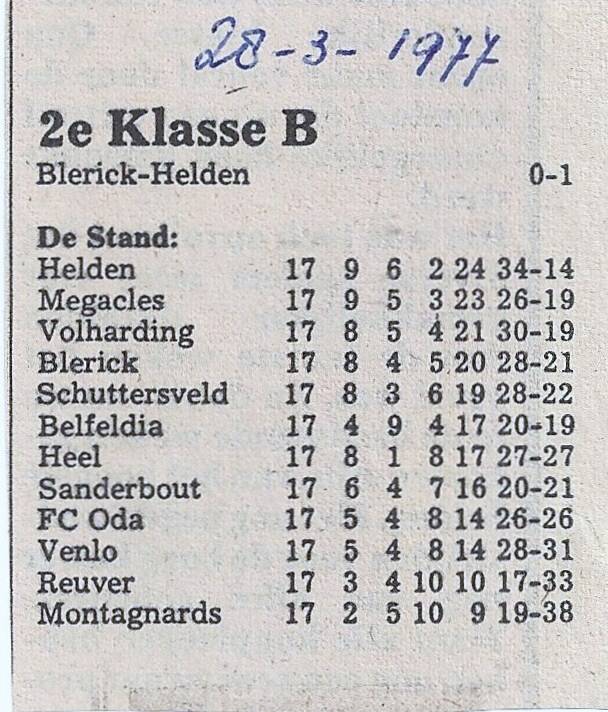 28-3-1977
2e Klasse B
Blerick-Helden 0-1
De Stand:
Helden 17 9 6 2 24 34-14
Megacles 17 9 5 3 23 26-19
Volharding 17 8 5 4 21 30-19
Blerick 17 8 4 5 20 28-21
Schuttersveld 17 8 3 6 19 28-22
Belfeldia 17 4 9 4 17 20-19
Heel 17 8 1 8 17 27-27
Sanderbout 17 6 4 7 16 20-21
FC Oda 17 5 4 8 14 26-26
Venlo 17 5 4 8 14 28-31
Reuver 17 3 4 10 10 17-33
Montagnards 17 2 5 10 9 19-38